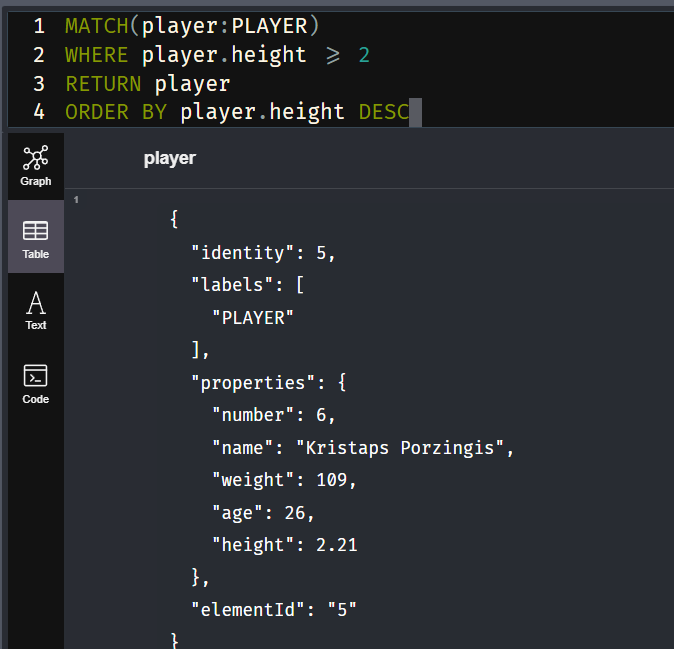 1 MATCH(player:PLAYER)
2 WHERE player.height >= 2
3 RETURN player
4 ORDER BY player.height DESC
Graph
Table
Text
Code
player
1
{
"identity": 5,
"labels": [
"PLAYER"
],
"properties": {
"number": 6,
"name": "Kristaps Porzingis",
"weight": 109,
"age": 26,
"height": 2.21
},
"elementId": "5"
}